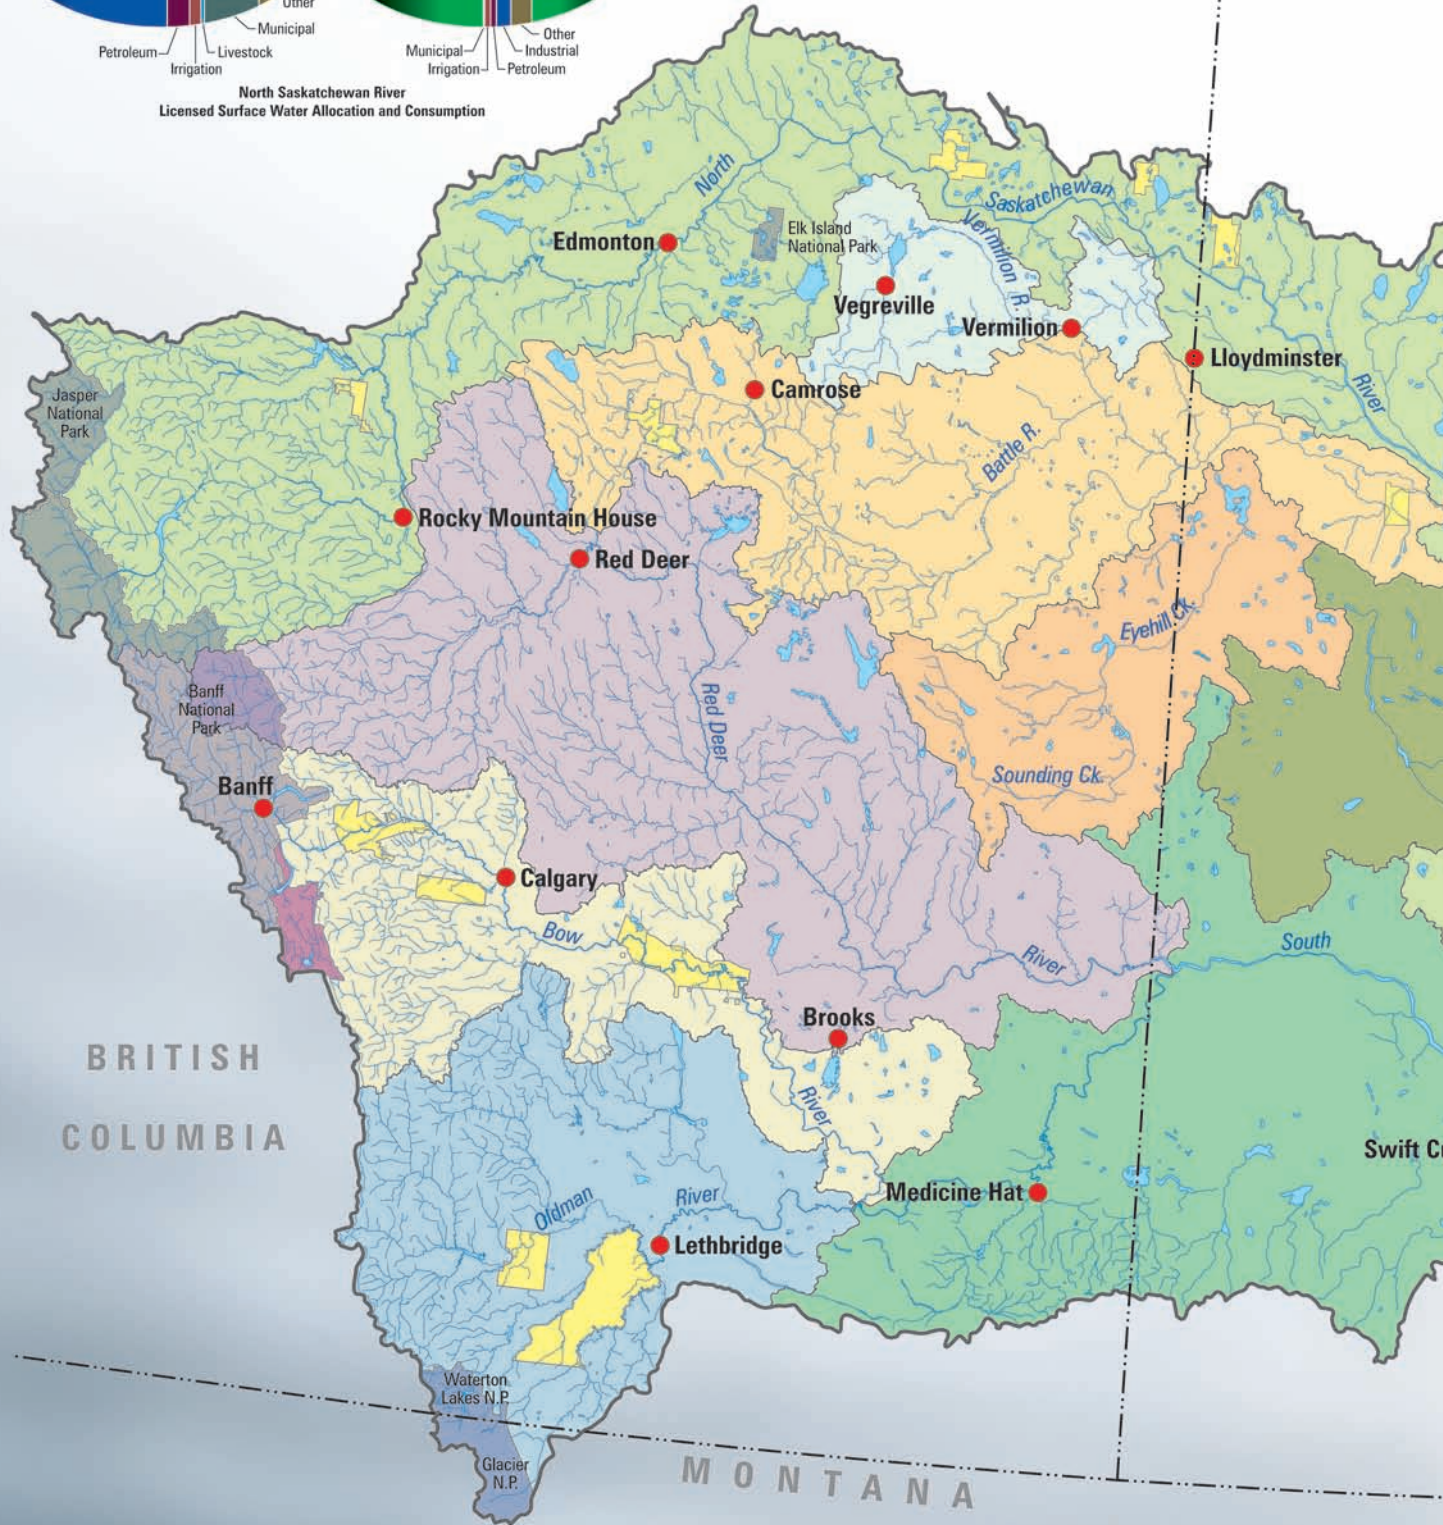 Other
Municipal
Petroleum
Livestock
Irrigation
Other
Municipal
Industrial
Irrigation
Petroleum
North Saskatchewan River
Licensed Surface Water Allocation and Consumption
North
Saskatchewan
River
Edmonton
Elk Island
National Park
Vermilion R.
Vegreville
Vermilion
Lloydminster
Jasper
National
Park
Camrose
Battle R.
Rocky Mountain House
Red Deer
Eyehill Ck.
Banff
National
Park
Red Deer
River
Banff
Sounding Ck.
Calgary
Bow
River
South
Brooks
BRITISH
COLUMBIA
Medicine Hat
Oldman
River
Lethbridge
Waterton
Lakes N.P.
Glacier
N.P.
MONTANA
Swift